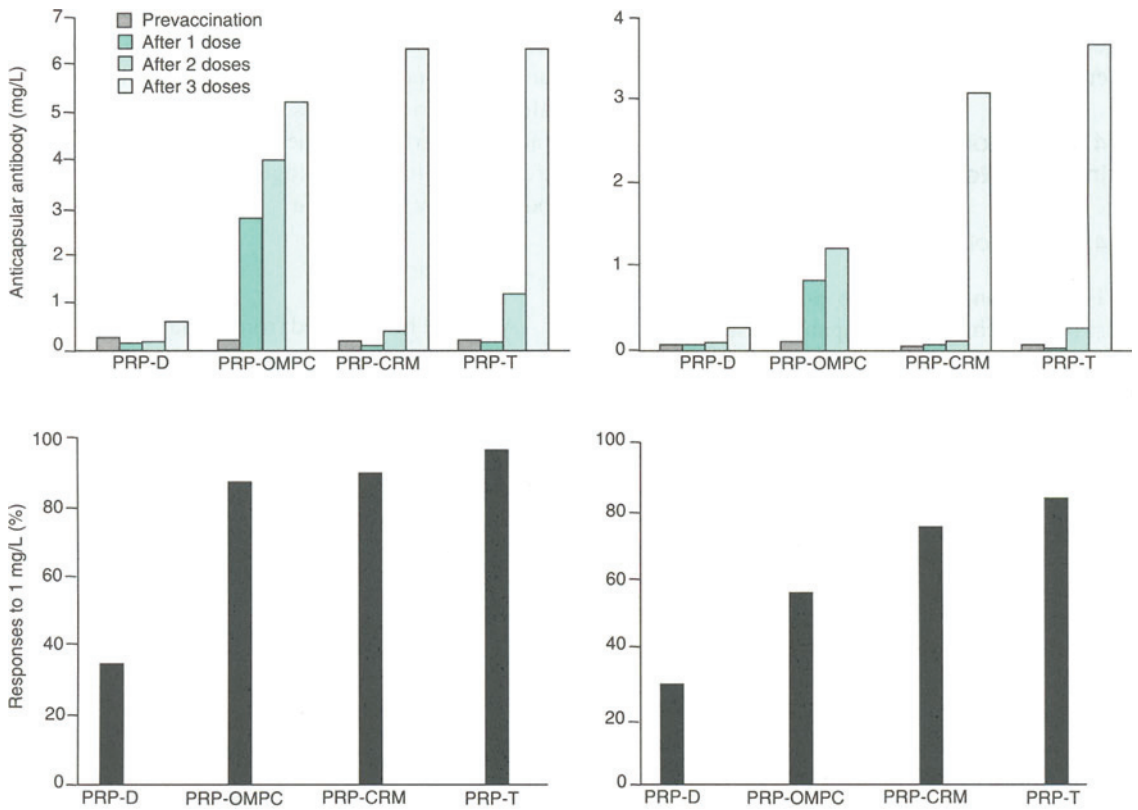 7
6
5
4
3
2
1
0
Anticapsular antibody (mg/L)
Prevaccination
After 1 dose
After 2 doses
After 3 doses
PRP-D PRP-OMPC PRP-CRM PRP-T
4
3
2
1
0
PRP-D PRP-OMPC PRP-CRM PRP-T
100
80
60
40
20
0
Responses to 1 mg/L (%)
PRP-D PRP-OMPC PRP-CRM PRP-T
100
80
60
40
20
0
PRP-D PRP-OMPC PRP-CRM PRP-T